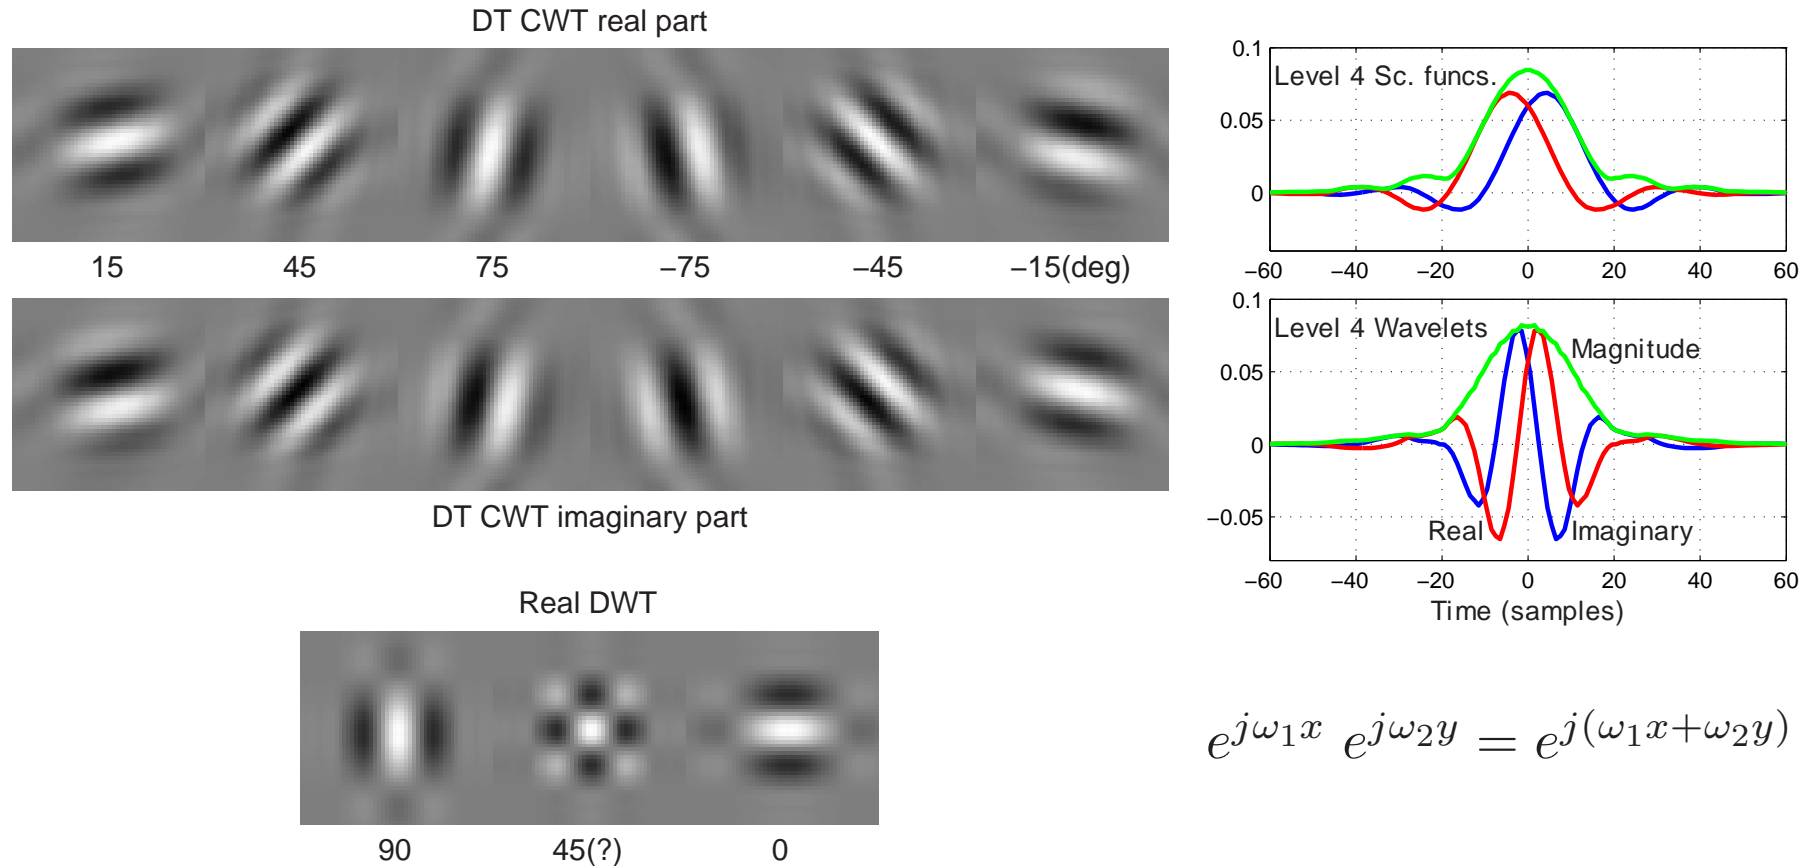 DT CWT real part
15 45 75 −75 −45 −15(deg)
DT CWT imaginary part
Real DWT
90 45(?) 0
0.1
Level 4 Sc. funcs.
0.05
0
−60 −40 −20 0 20 40 60
0.1
Level 4 Wavelets
Magnitude
0.05
0
−0.05
Real Imaginary
−60 −40 −20 0 20 40 60
Time (samples)
e^{jω₁x} e^{jω₂y} = e^{j(ω₁x+ω₂y)}